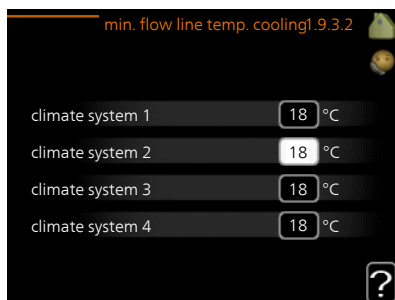 min. flow line temp. cooling1.9.3.2
climate system 1 18 °C
climate system 2 18 °C
climate system 3 18 °C
climate system 4 18 °C
?